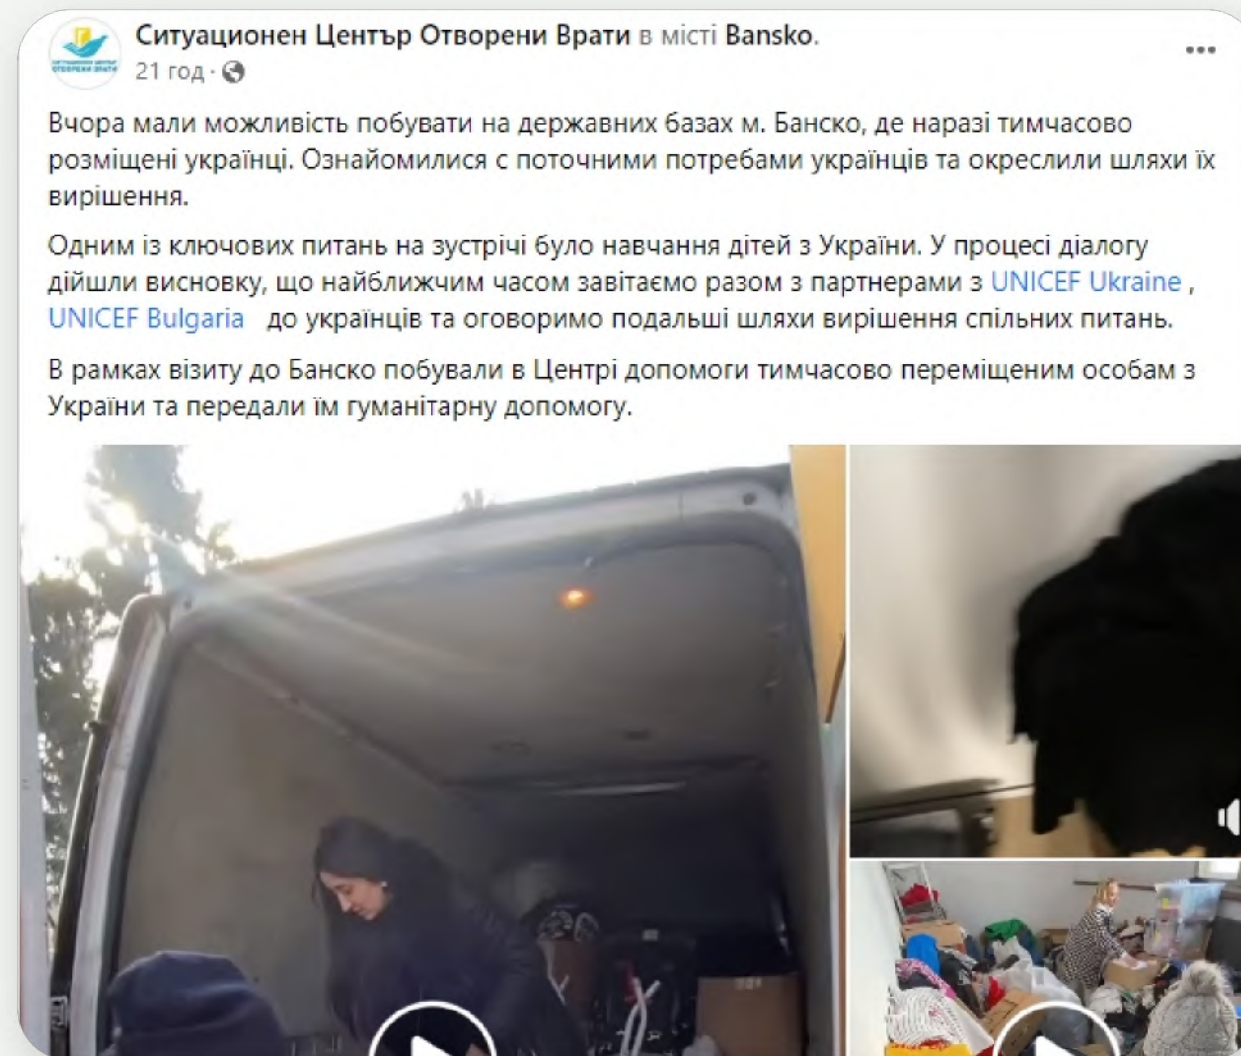 Ситуационен Център Отворени Врати в місті Bansko.
21 год ·
Вчора мали можливість побувати на державних базах м. Банско, де наразі тимчасово
розміщені українці. Ознайомилися с поточними потребами українців та окреслили шляхи їх
вирішення.
Одним із ключових питань на зустрічі було навчання дітей з України. У процесі діалогу
дійшли висновку, що найближчим часом завітаємо разом з партнерами з UNICEF Ukraine ,
UNICEF Bulgaria до українців та оговоримо подальші шляхи вирішення спільних питань.
В рамках візиту до Банско побували в Центрі допомоги тимчасово переміщеним особам з
України та передали їм гуманітарну допомогу.